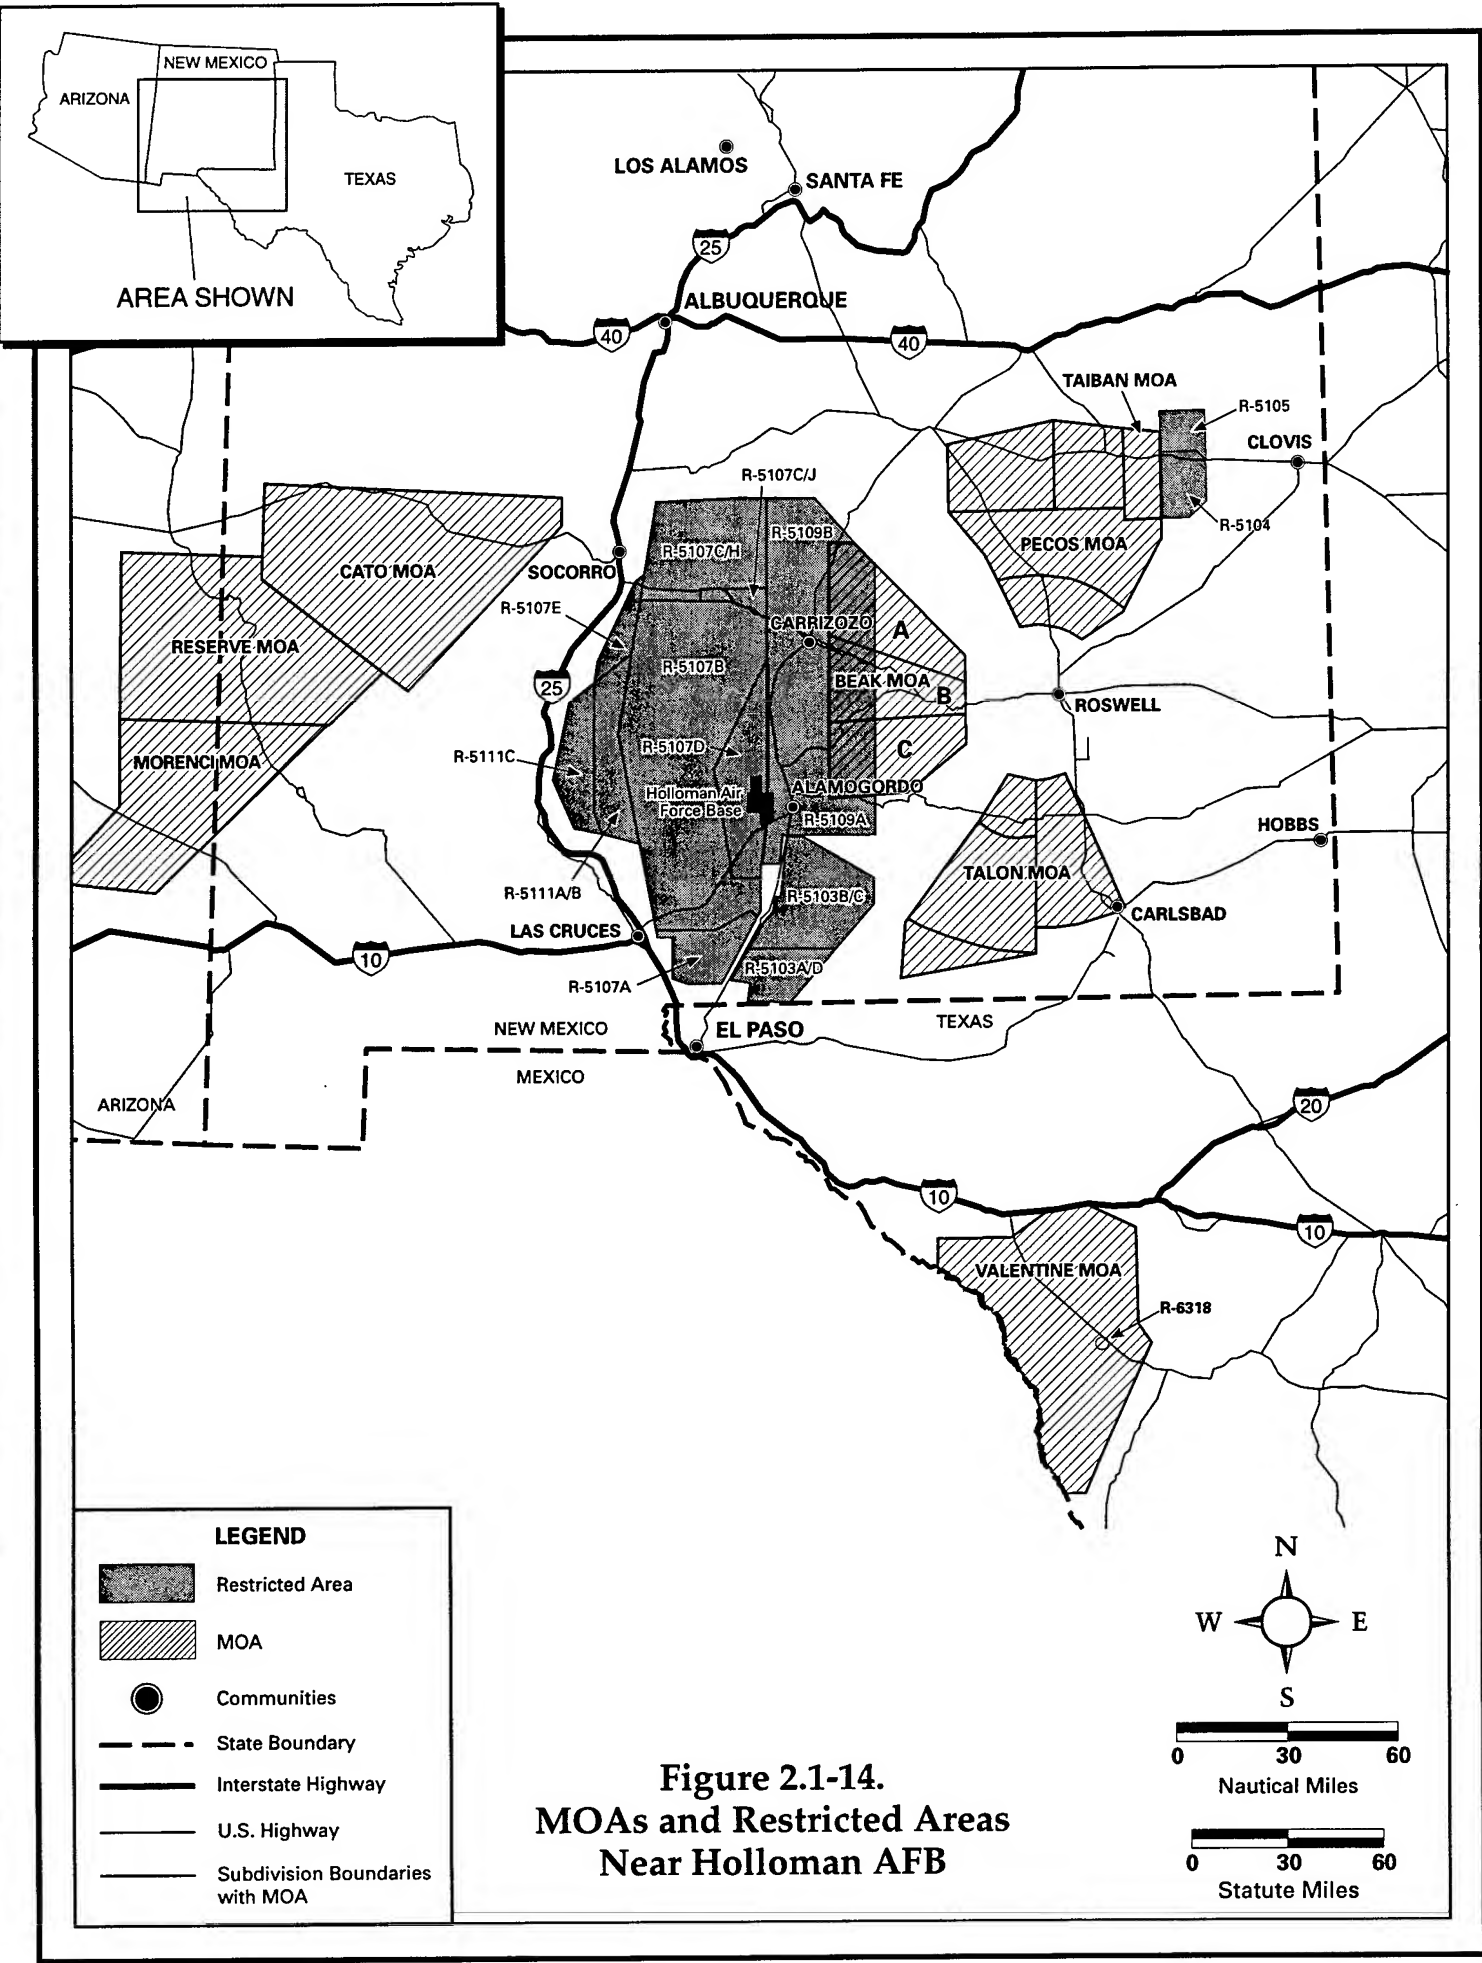 NEW MEXICO
ARIZONA
TEXAS
AREA SHOWN
LOS ALAMOS
SANTA FE
25
ALBUQUERQUE
40
40
TAIBAN MOA
R-5105
CLOVIS
R-5107C/J
R-5109B
R-5104
R-5107C/H
PECOS MOA
CATO MOA
SOCORRO
R-5107E
CARRIZOZO
A
RESERVE MOA
R-5107B
BEAK MOA
25
B
ROSWELL
R-5107D
C
R-5111C
MORENCI MOA
Holloman Air
Force Base
ALAMOGORDO
R-5109A
HOBBS
TALON MOA
R-5111A/B
R-5103B/C
CARLSBAD
LAS CRUCES
10
R-5103A/D
R-5107A
NEW MEXICO
EL PASO
TEXAS
MEXICO
ARIZONA
20
10
10
VALENTINE MOA
R-6318
LEGEND
Restricted Area
MOA
Communities
State Boundary
Interstate Highway
U.S. Highway
Subdivision Boundaries
with MOA
N
W E
S
0 30 60
Nautical Miles
0 30 60
Statute Miles
Figure 2.1-14.
MOAs and Restricted Areas
Near Holloman AFB